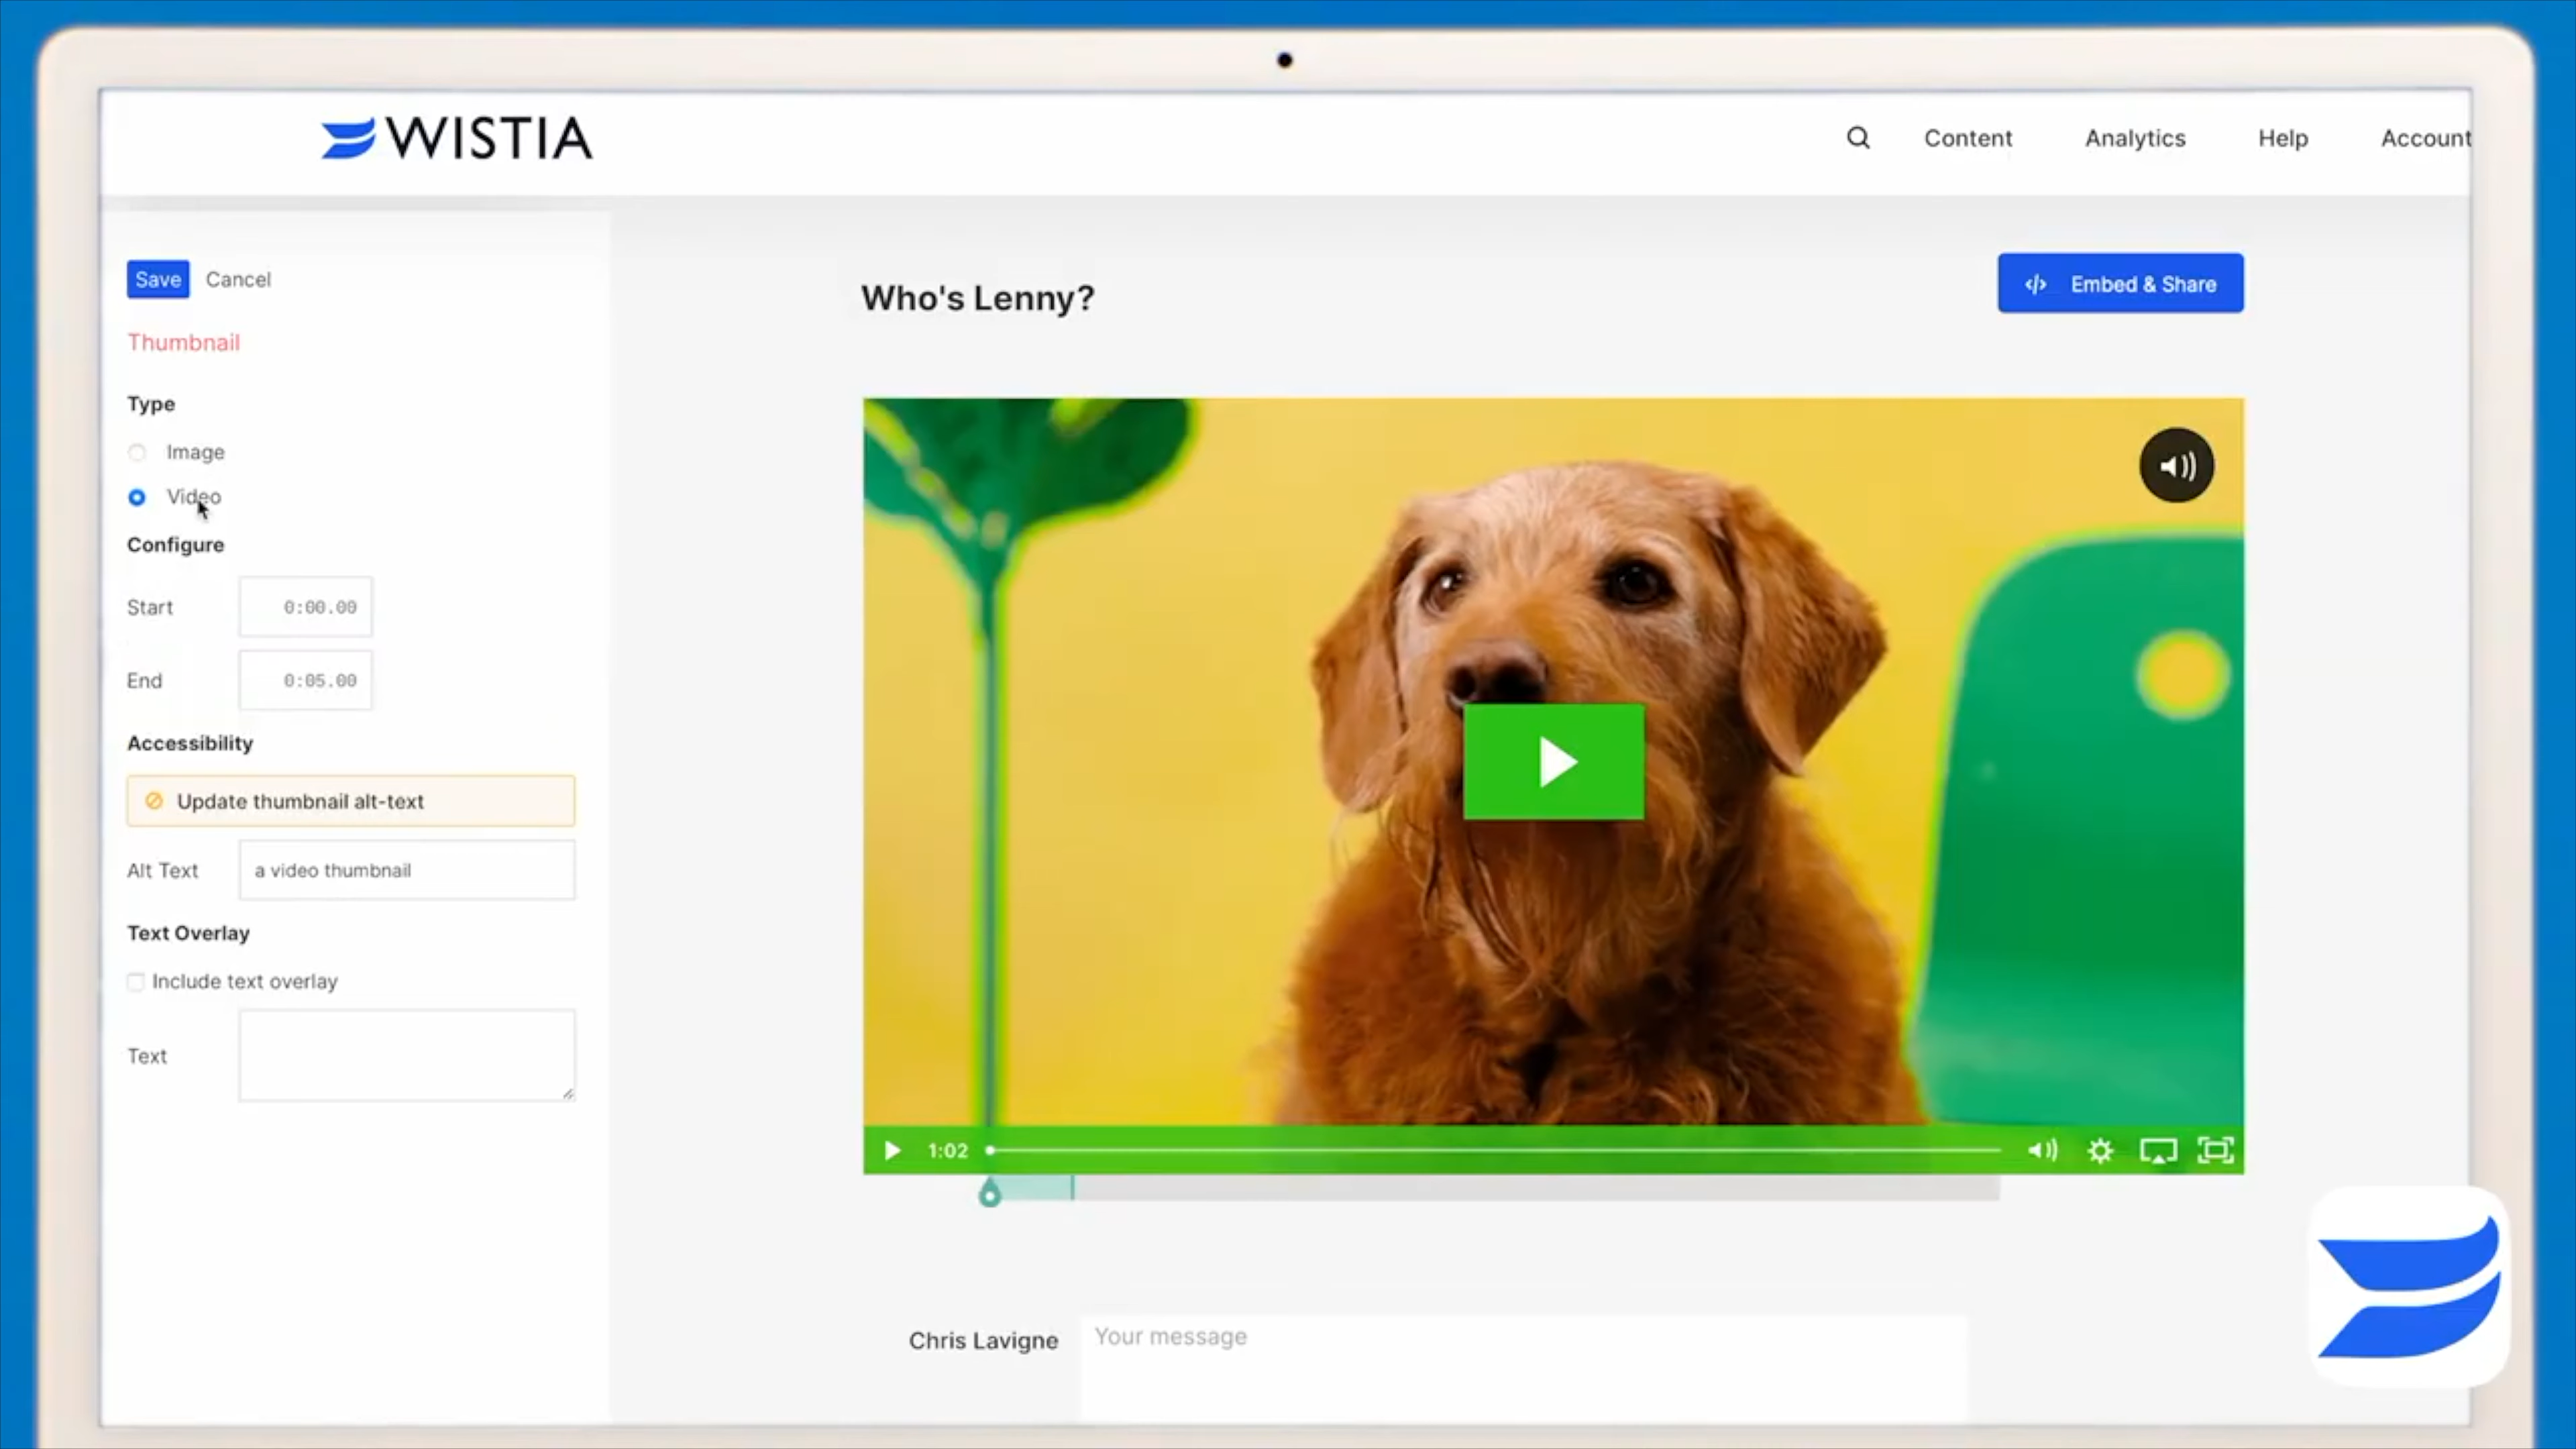 WISTIA
Content
Analytics
Help
Account
Save
Cancel
Thumbnail
Type
Image
Video
Configure
Start
0:00.00
End
0:05.00
Accessibility
Update thumbnail alt-text
Alt Text
a video thumbnail
Text Overlay
Include text overlay
Text
Who's Lenny?
</> Embed & Share
1:02
Chris Lavigne
Your message